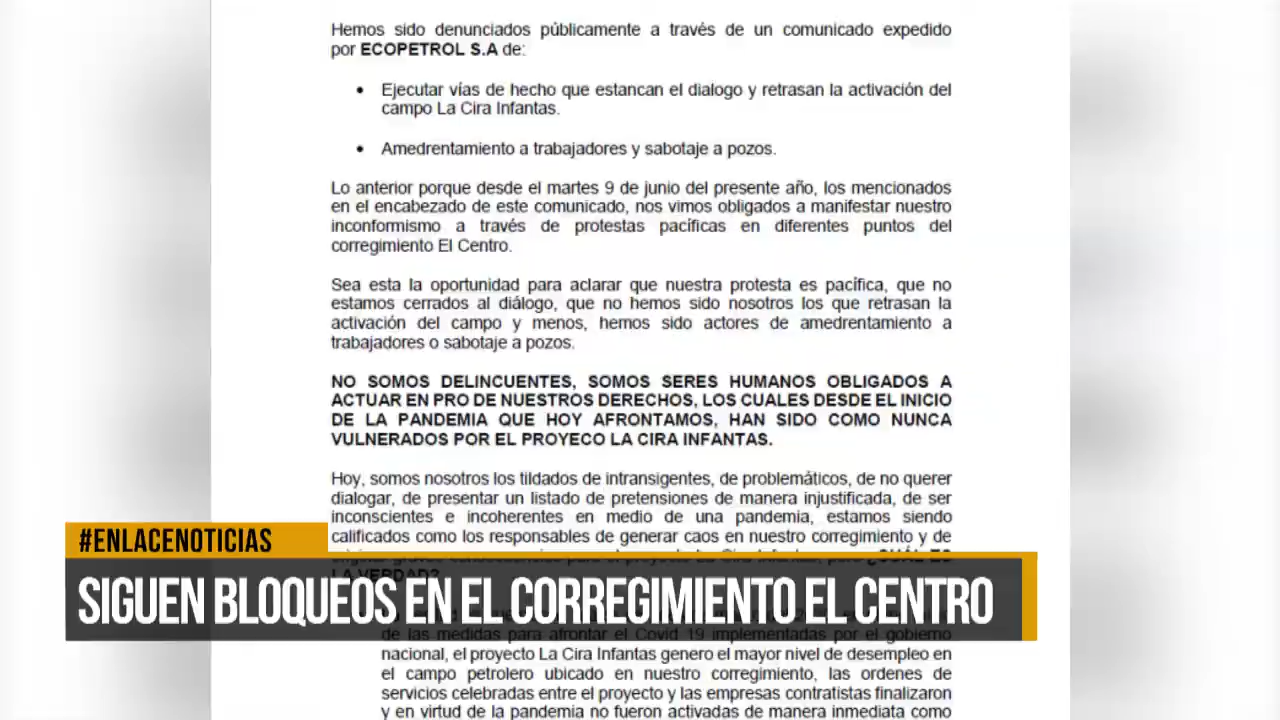 Hemos sido denunciados públicamente a través de un comunicado expedido
por ECOPETROL S.A de:
• Ejecutar vías de hecho que estancan el dialogo y retrasan la activación del
campo La Cira Infantas.
• Amedrentamiento a trabajadores y sabotaje a pozos.
Lo anterior porque desde el martes 9 de junio del presente año, los mencionados
en el encabezado de este comunicado, nos vimos obligados a manifestar nuestro
inconformismo a través de protestas pacíficas en diferentes puntos del
corregimiento El Centro.
Sea esta la oportunidad para aclarar que nuestra protesta es pacífica, que no
estamos cerrados al diálogo, que no hemos sido nosotros los que retrasan la
activación del campo y menos, hemos sido actores de amedrentamiento a
trabajadores o sabotaje a pozos.
NO SOMOS DELINCUENTES, SOMOS SERES HUMANOS OBLIGADOS A
ACTUAR EN PRO DE NUESTROS DERECHOS, LOS CUALES DESDE EL INICIO
DE LA PANDEMIA QUE HOY AFRONTAMOS, HAN SIDO COMO NUNCA
VULNERADOS POR EL PROYECO LA CIRA INFANTAS.
Hoy, somos nosotros los tildados de intransigentes, de problemáticos, de no querer
dialogar, de presentar un listado de pretensiones de manera injustificada, de ser
inconscientes e incoherentes en medio de una pandemia, estamos siendo
calificados como los responsables de generar caos en nuestro corregimiento y de
#ENLACENOTICIAS
LA VERDAD?
SIGUEN BLOQUEOS EN EL CORREGIMIENTO EL CENTRO
de las medidas para afrontar el Covid 19 implementadas por el gobierno
nacional, el proyecto La Cira Infantas genero el mayor nivel de desempleo en
el campo petrolero ubicado en nuestro corregimiento, las ordenes de
servicios celebradas entre el proyecto y las empresas contratistas finalizaron
y en virtud de la pandemia no fueron activadas de manera inmediata como